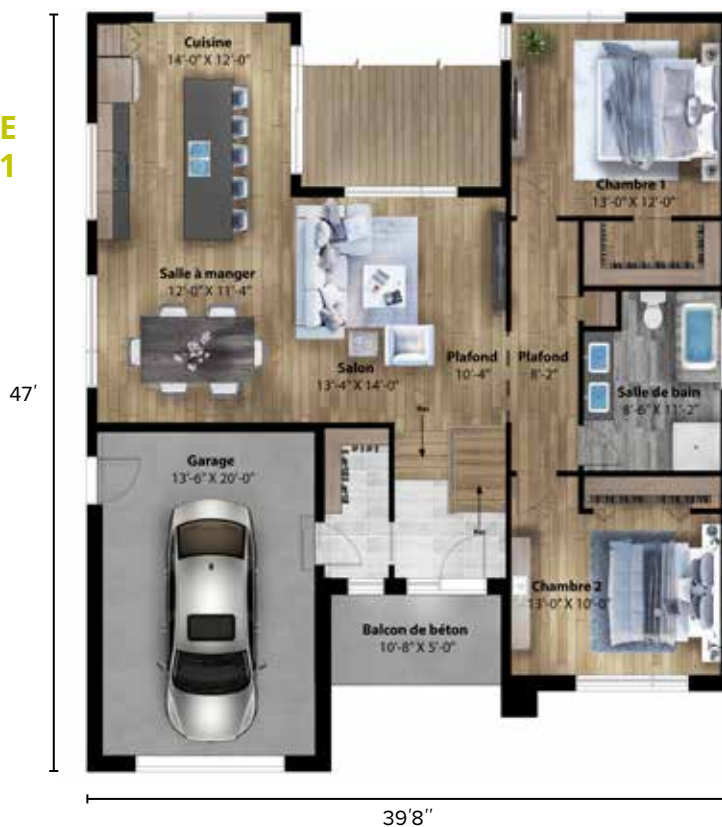 E
1
Cuisine
14'-0" X 12'-0"
Chambre 1
13'-0" X 12'-0"
Salle à manger
12'-0" X 11'-4"
Salon
13'-4" X 14'-0"
Plafond
10'-4"
Plafond
8'-2"
Salle de bain
8'-6" X 11'-2"
47'
Garage
13'-6" X 20'-0"
Chambre 2
13'-0" X 10'-0"
Balcon de béton
10'-8" X 5'-0"
39'8''